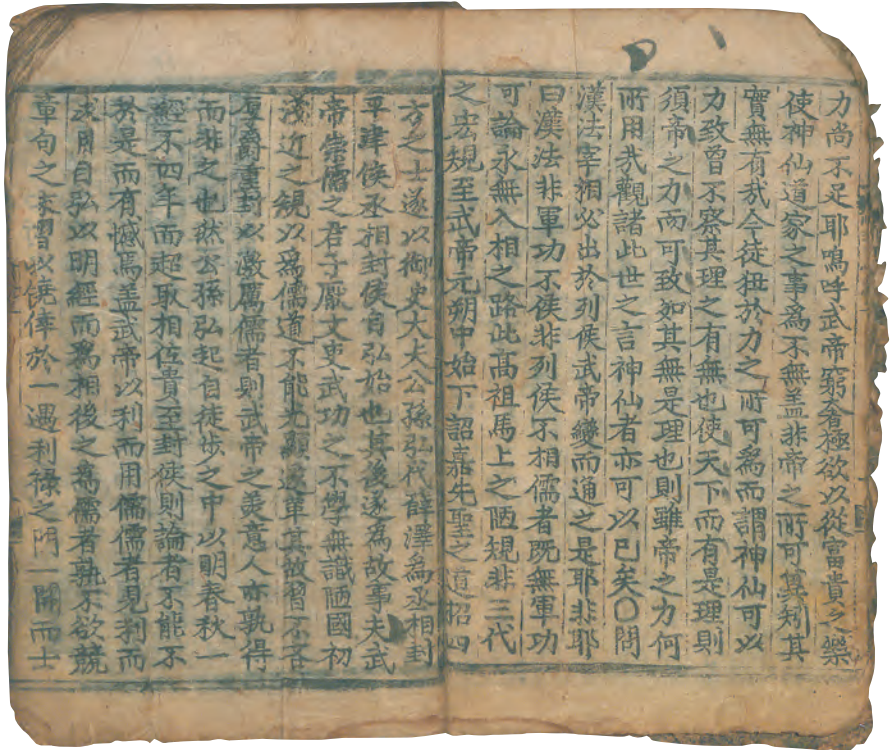 力尚不足耶嗚呼武帝窮奢極欲以從富貴之樂
使神仙道家之事爲不無盖非帝之所可冀知其
實無有㢤今徒狃於力之所可爲而謂神仙可以
力致曾不察其理之有無也使天下而有是理則
須帝之力而可致如其無是理也則雖帝之力何
所用㢤觀諸此世之言神仙者亦可以已矣〇問
漢法宰相必出於列侯武帝變而通之是耶非耶
曰漢法非軍功不侯非列侯不相儒者既無軍功
可論永無入相之路此髙祖馬上之陋規非三代
之宏規至武帝元朔中始下詔嘉先聖之道招四
方之士遂以御史大夫公孫弘代薛澤爲丞相封
平津侯丞相封侯自弘始也其後遂爲故事夫武
帝崇儒之君子厭文吏武功之不學無識陋國初
淺近之規以爲儒道不能光顯遂革其故習不吝
厚爵重封以激厲儒者則武帝之羙意人亦孰得
而非之也然公孫弘起自徒步之中以明春秋一
經不四年而超取相位貴至封侯則論者不能不
於是而有憾焉盖武帝以利而用儒儒者見利而
求用自弘以明經而爲相後之爲儒者孰不欲競
章句之末習以僥倖於一遇利禄之門一開而士